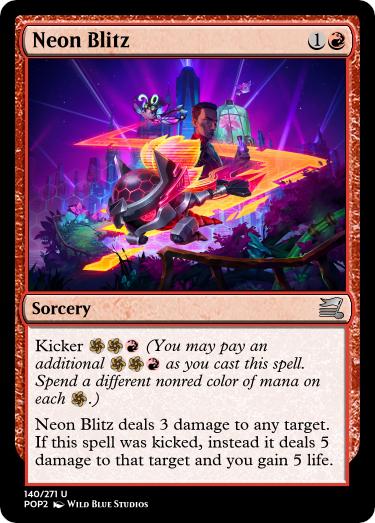 Neon Blitz 1
Sorcery
Kicker (You may pay an
additional as you cast this spell.
Spend a different nonred color of mana on
each .)
Neon Blitz deals 3 damage to any target.
If this spell was kicked, instead it deals 5
damage to that target and you gain 5 life.
140/271 U
POP2 Wild Blue Studios